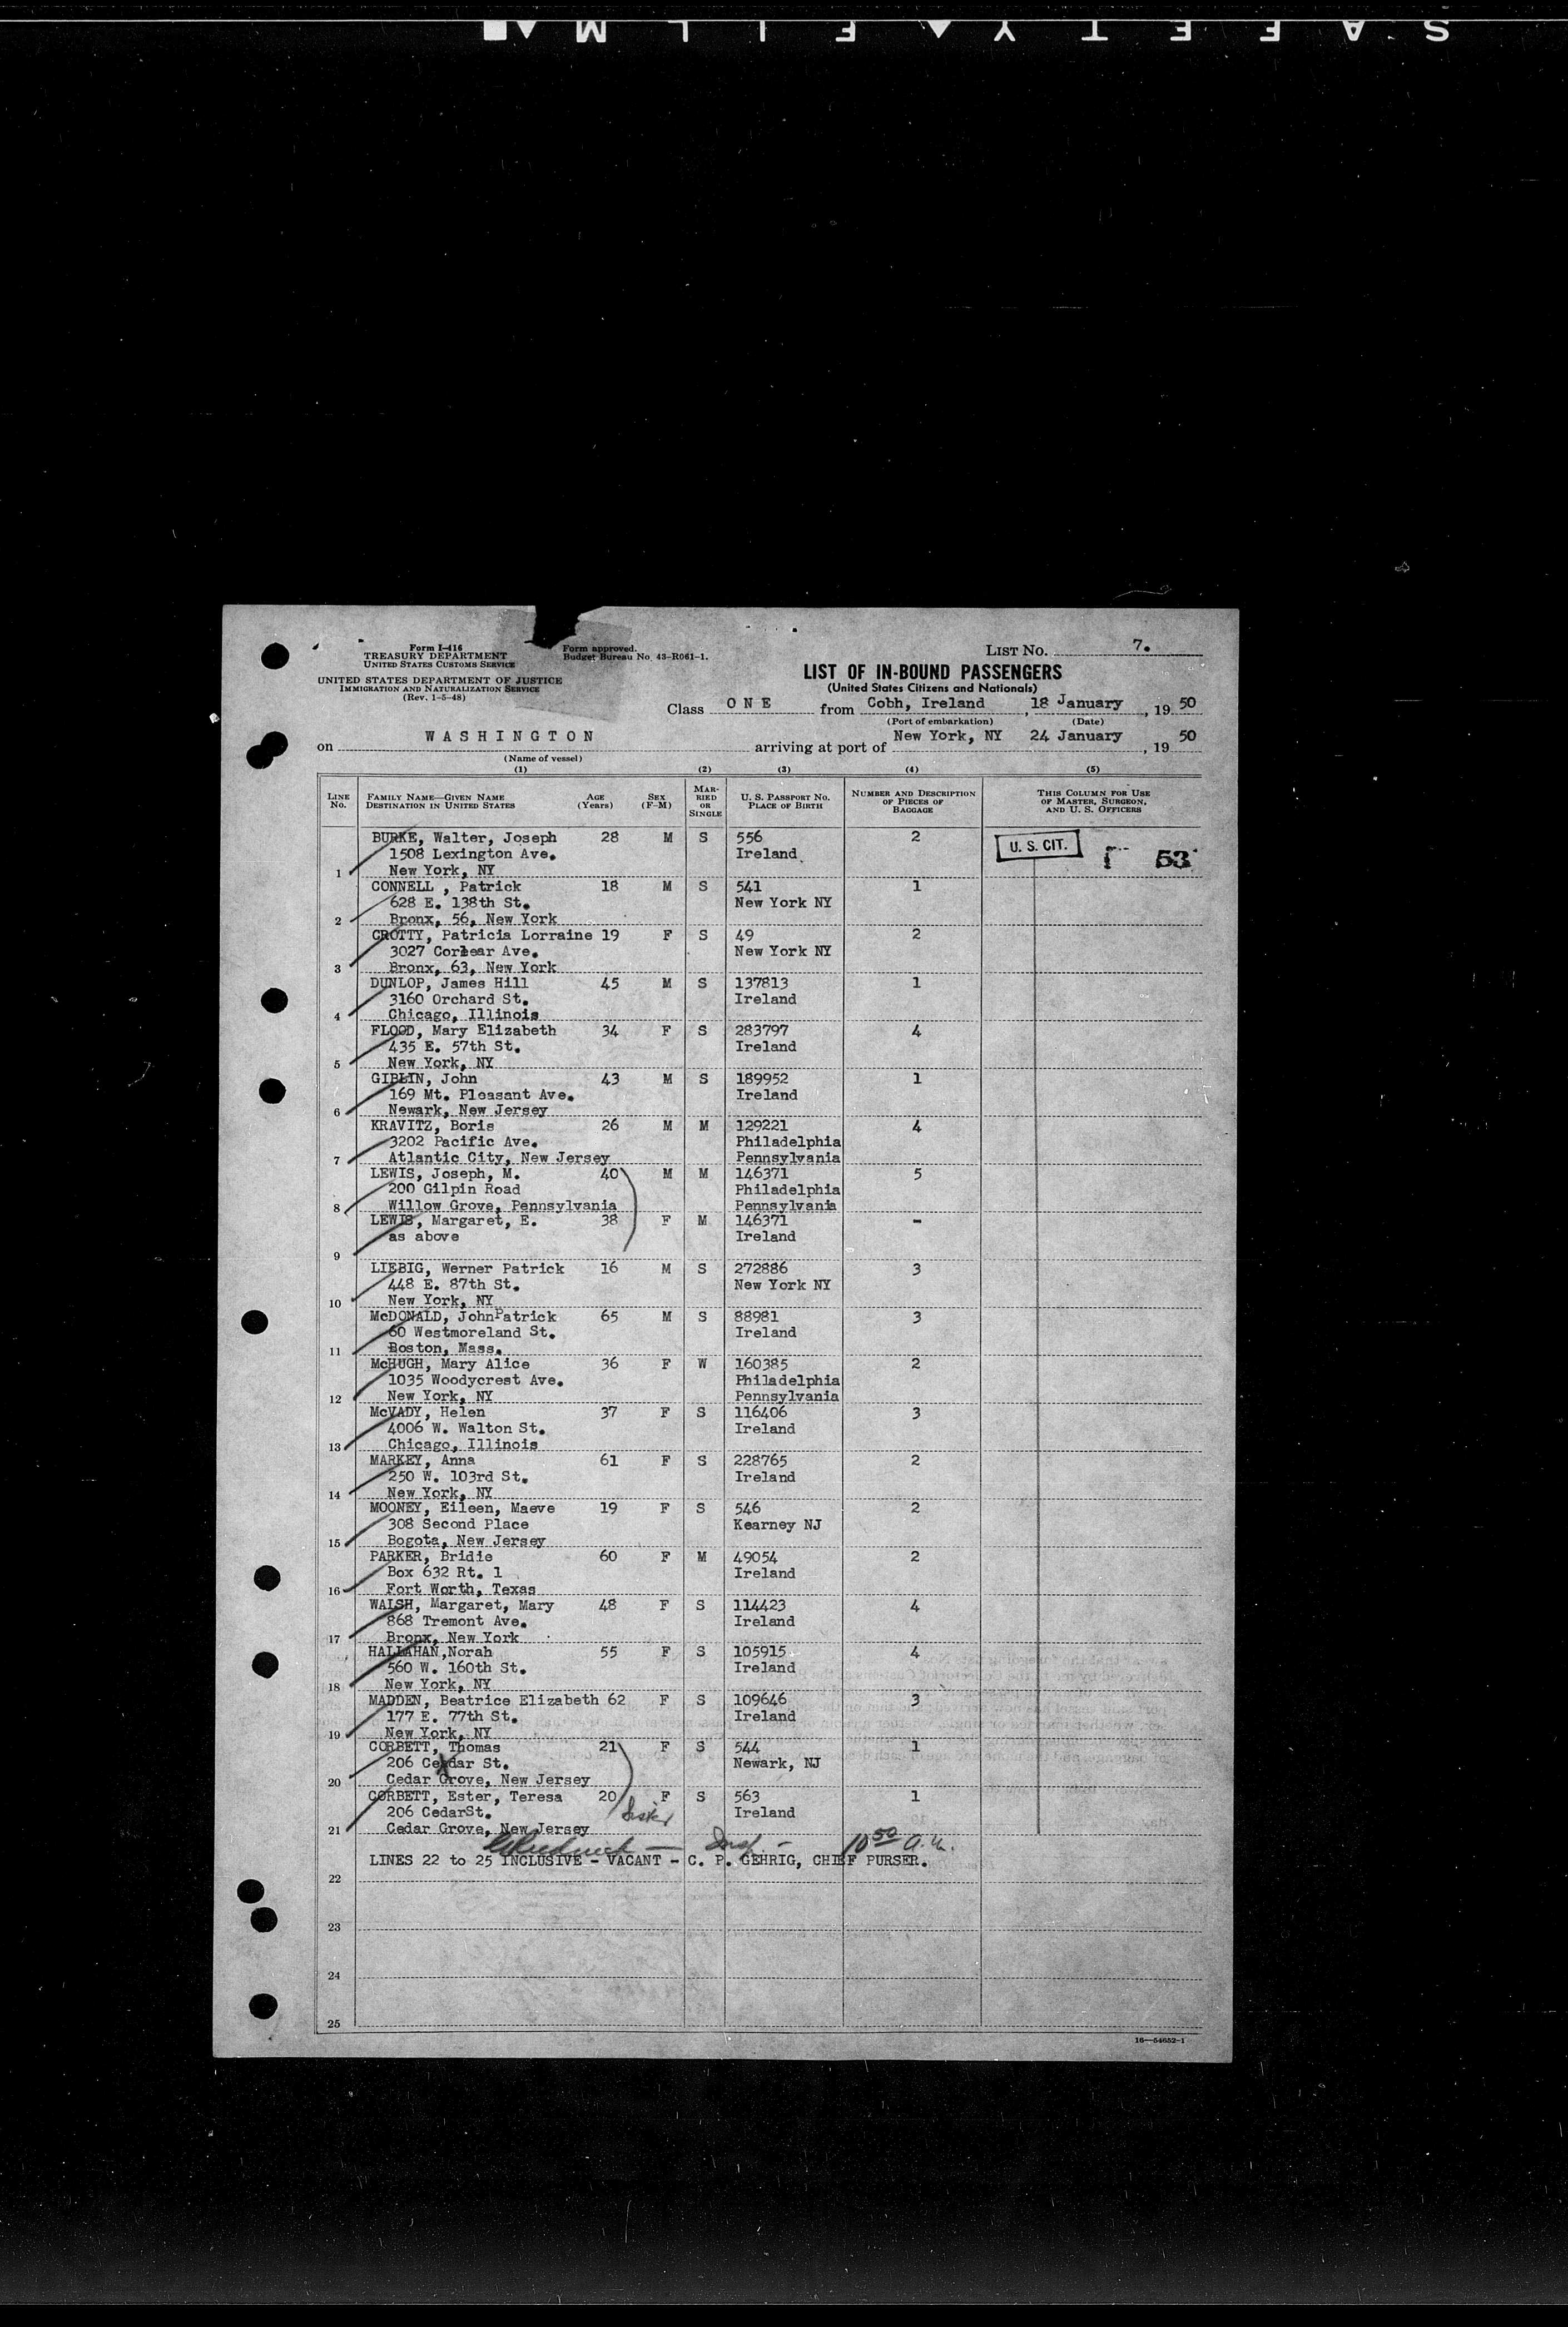 SAFETY FILM
Form I-416
TREASURY DEPARTMENT
UNITED STATES CUSTOMS SERVICE
UNITED STATES DEPARTMENT OF JUSTICE
IMMIGRATION AND NATURALIZATION SERVICE
(Rev. 1-5-48)
Form approved.
Budget Bureau No. 43-R061-1.
LIST NO. 7.
LIST OF IN-BOUND PASSENGERS
(United States Citizens and Nationals)
Class ONE from Cobh, Ireland, 18 January, 1950
(Port of embarkation) (Date)
on WASHINGTON arriving at port of New York, NY 24 January, 1950
(Name of vessel)
(1) (2) (3) (4) (5)
LINE NO. FAMILY NAME—GIVEN NAME DESTINATION IN UNITED STATES AGE (Years) SEX (F-M) MARRIED OR SINGLE U. S. PASSPORT NO. PLACE OF BIRTH NUMBER AND DESCRIPTION OF PIECES OF BAGGAGE THIS COLUMN FOR USE OF MASTER, SURGEON, AND U. S. OFFICERS
BURKE, Walter, Joseph 28 M S 556 2 U. S. CIT. 53
1508 Lexington Ave. Ireland
1 New York, NY
CONNELL , Patrick 18 M S 541 1
628 E. 138th St. New York NY
2 Bronx, 56, New York
CROTTY, Patricia Lorraine 19 F S 49 2
3027 Corlear Ave. New York NY
3 Bronx, 63, New York
DUNLOP, James Hill 45 M S 137813 1
3160 Orchard St. Ireland
4 Chicago, Illinois
FLOOD, Mary Elizabeth 34 F S 283797 4
435 E. 57th St. Ireland
5 New York, NY
GIBLIN, John 43 M S 189952 1
169 Mt. Pleasant Ave. Ireland
6 Newark, New Jersey
KRAVITZ, Boris 26 M M 129221 4
3202 Pacific Ave. Philadelphia
7 Atlantic City, New Jersey Pennsylvania
LEWIS, Joseph, M. 40 M M 146371 5
200 Gilpin Road Philadelphia
8 Willow Grove, Pennsylvania Pennsylvania
LEWIS, Margaret, E. 38 F M 146371 -
as above Ireland
9
LIEBIG, Werner Patrick 16 M S 272886 3
448 E. 87th St. New York NY
10 New York, NY
McDONALD, JohnPatrick 65 M S 88981 3
60 Westmoreland St. Ireland
11 Boston, Mass.
McHUGH, Mary Alice 36 F W 160385 2
1035 Woodycrest Ave. Philadelphia
12 New York, NY Pennsylvania
McVADY, Helen 37 F S 116406 3
4006 W. Walton St. Ireland
13 Chicago, Illinois
MARKEY, Anna 61 F S 228765 2
250 W. 103rd St. Ireland
14 New York, NY
MOONEY, Eileen, Maeve 19 F S 546 2
308 Second Place Kearney NJ
15 Bogota, New Jersey
PARKER, Bridie 60 F M 49054 2
Box 632 Rt. 1 Ireland
16 Fort Worth, Texas
WALSH, Margaret, Mary 48 F S 114423 4
868 Tremont Ave. Ireland
17 Bronx, New York
HALLAHAN,Norah 55 F S 105915 4
560 W. 160th St. Ireland
18 New York, NY
MADDEN, Beatrice Elizabeth 62 F S 109646 3
177 E. 77th St. Ireland
19 New York, NY
CORBETT, Thomas 21 F S 544 1
206 Cedar St. Newark, NJ
20 Cedar Grove, New Jersey
CORBETT, Ester, Teresa 20 F S 563 1
206 CedarSt. Sister Ireland
21 Cedar Grove, New Jersey
Insp. - 10 50 a.m.
LINES 22 to 25 INCLUSIVE - VACANT - C. P. GEHRIG, CHIEF PURSER.
22
23
24
25
16—54652-1